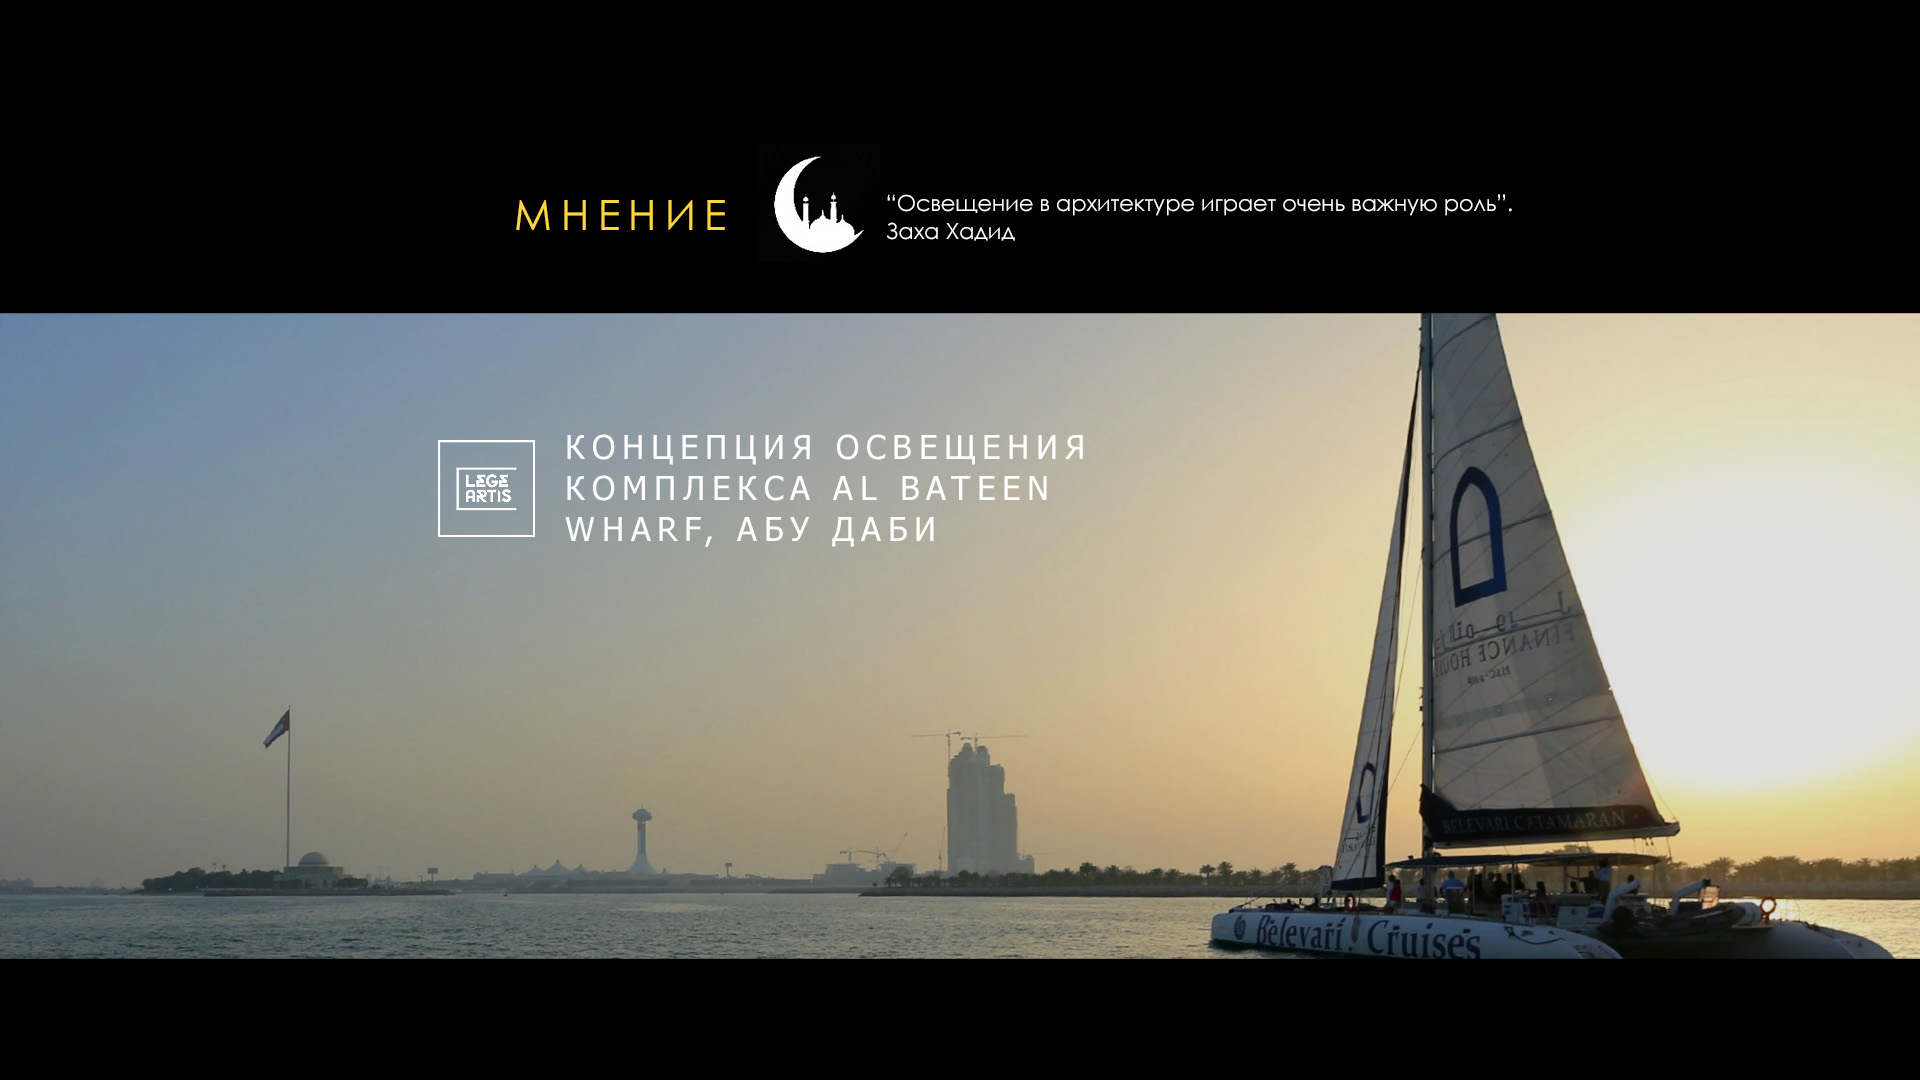 МНЕНИЕ
“Освещение в архитектуре играет очень важную роль”.
Заха Хадид
LEGE
ARTIS
КОНЦЕПЦИЯ ОСВЕЩЕНИЯ
КОМПЛЕКСА AL BATEEN
WHARF, АБУ ДАБИ
FINANCE
BELEVARI CATAMARAN
Belevari Cruises